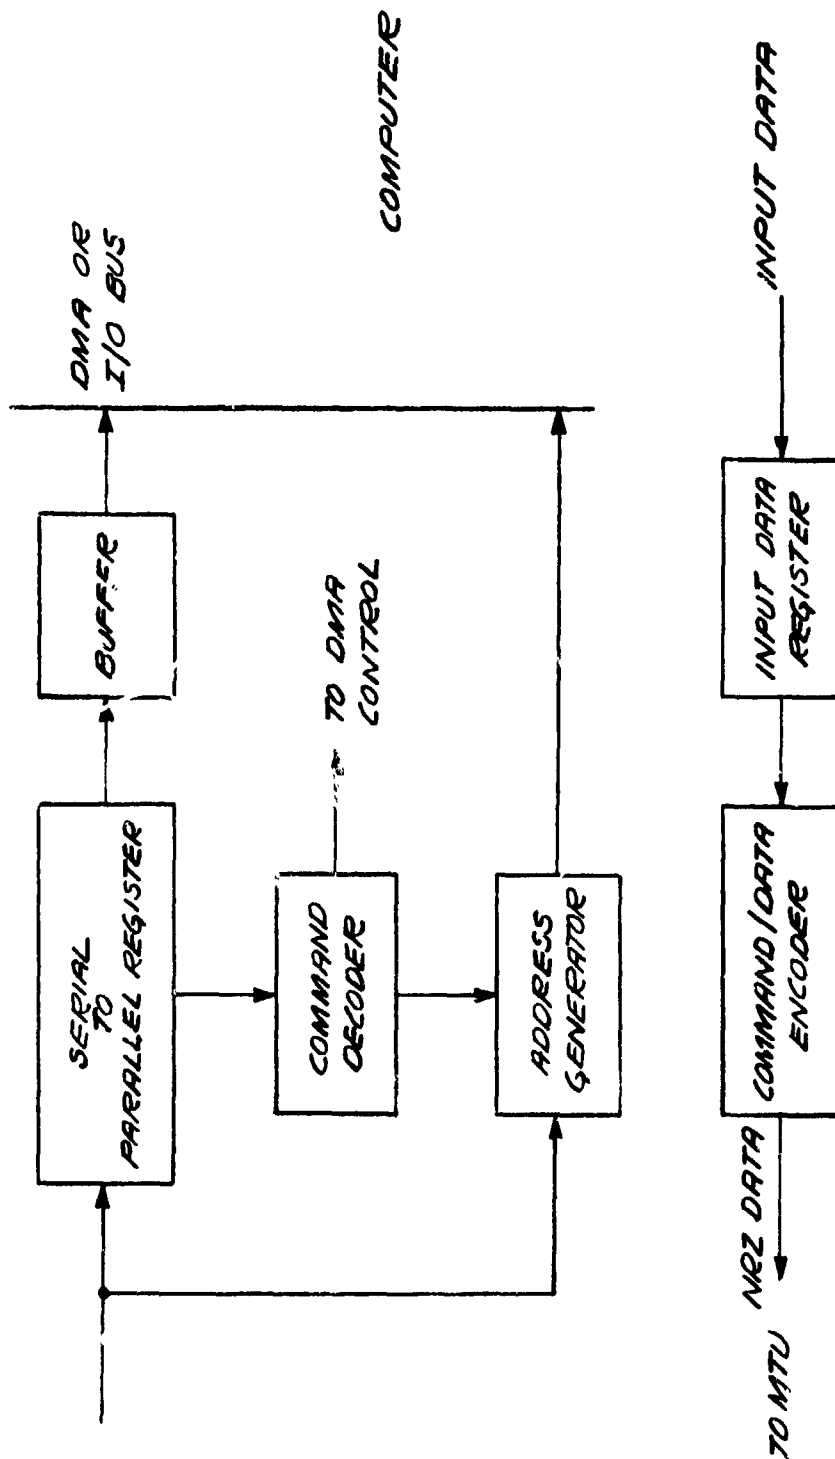 DMA OR
I/O BUS
COMPUTER
BUFFER
SERIAL
TO
PARALLEL REGISTER
TO DMA
CONTROL
COMMAND
DECODER
ADDRESS
GENERATOR
INPUT DATA
INPUT DATA
REGISTER
COMMAND/DATA
ENCODER
NRZ DATA
TO MTU